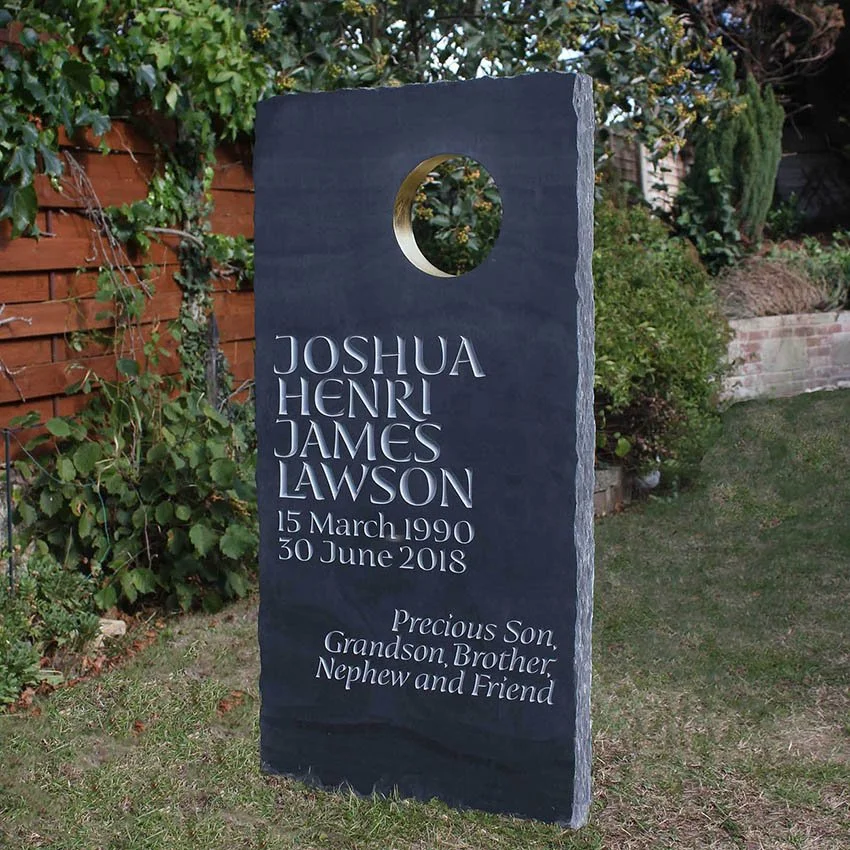 JOSHUA
HENRI
JAMES
LAWSON
15 March 1990
30 June 2018
Precious Son,
Grandson, Brother,
Nephew and Friend